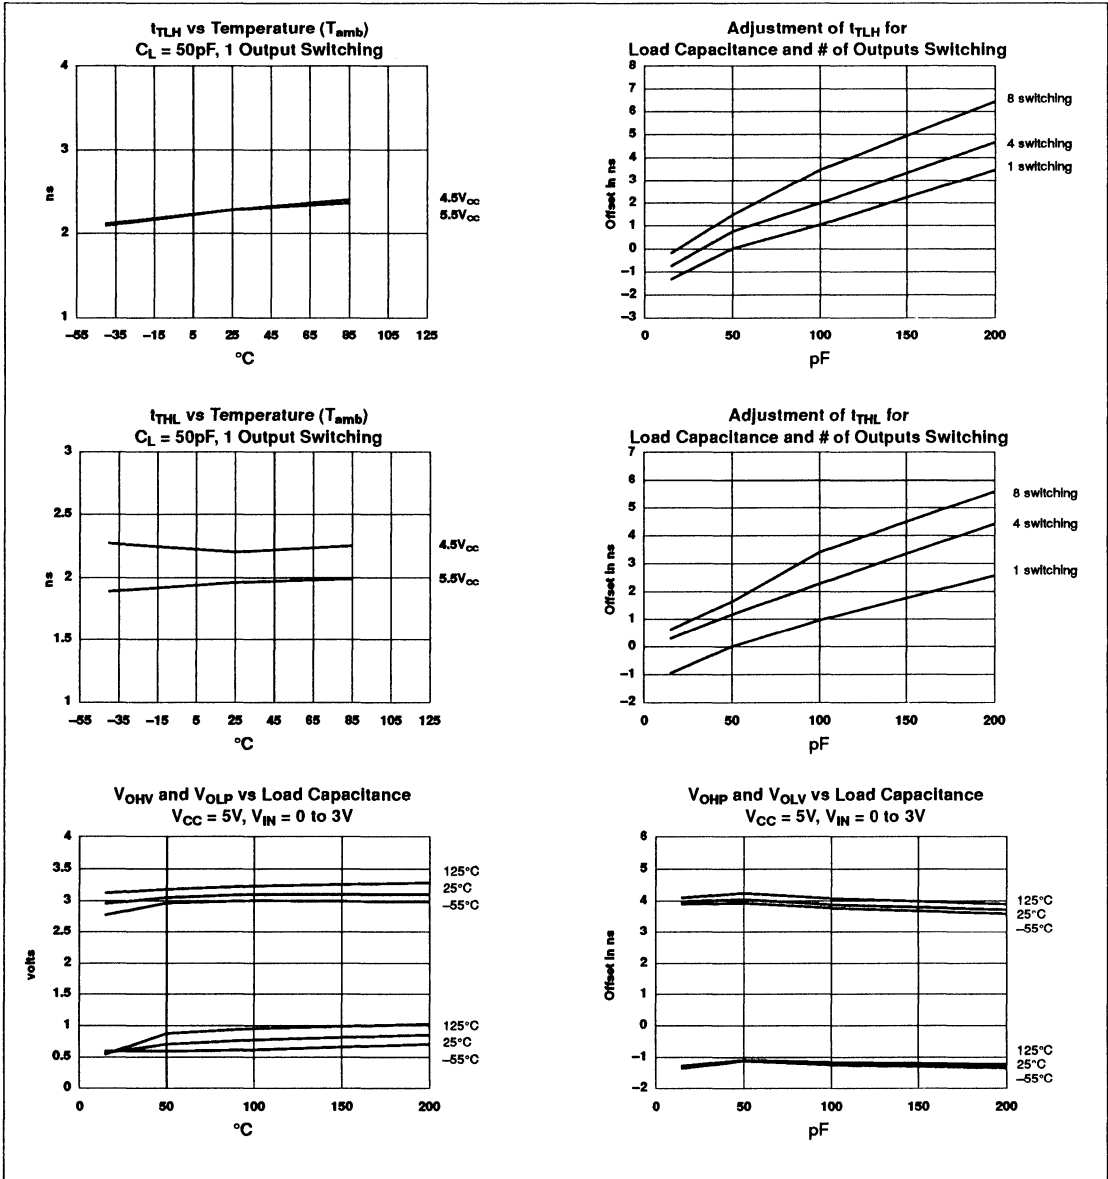 tTLH vs Temperature (Tamb)
CL = 50pF, 1 Output Switching
4
3
2
1
ns
4.5Vcc
5.5Vcc
–55 –35 –15 5 25 45 65 85 105 125
°C
Adjustment of tTLH for
Load Capacitance and # of Outputs Switching
8
7
6
5
4
3
2
1
0
–1
–2
–3
Offset in ns
8 switching
4 switching
1 switching
0 50 100 150 200
pF
tTHL vs Temperature (Tamb)
CL = 50pF, 1 Output Switching
3
2.5
2
1.5
1
ns
4.5Vcc
5.5Vcc
–55 –35 –15 5 25 45 65 85 105 125
°C
Adjustment of tTHL for
Load Capacitance and # of Outputs Switching
7
6
5
4
3
2
1
0
–1
–2
Offset in ns
8 switching
4 switching
1 switching
0 50 100 150 200
pF
VOHV and VOLP vs Load Capacitance
VCC = 5V, VIN = 0 to 3V
4
3.5
3
2.5
2
1.5
1
0.5
0
volts
125°C
25°C
–55°C
125°C
25°C
–55°C
0 50 100 150 200
°C
VOHP and VOLV vs Load Capacitance
VCC = 5V, VIN = 0 to 3V
6
5
4
3
2
1
0
–1
–2
Offset in ns
125°C
25°C
–55°C
125°C
25°C
–55°C
0 50 100 150 200
pF